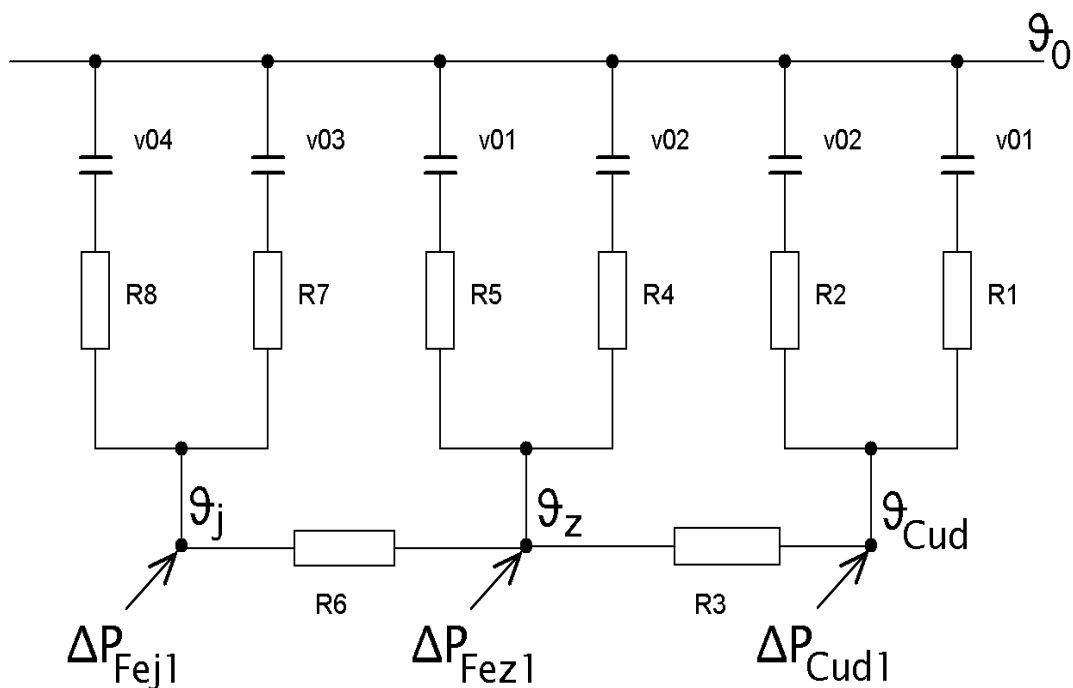 ϑ0
v04 v03 v01 v02 v02 v01
R8 R7 R5 R4 R2 R1
ϑj ϑz ϑCud
R6 R3
ΔPFej1 ΔPFez1 ΔPCud1